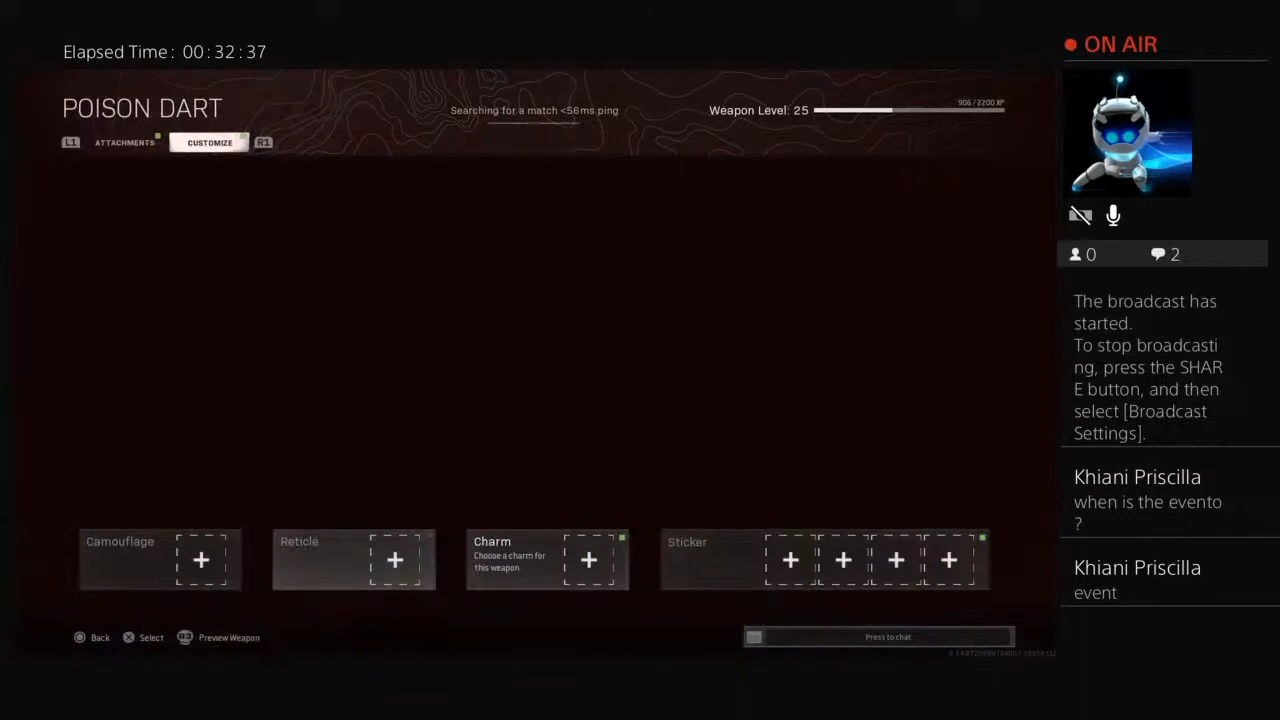 Elapsed Time: 00:32:37
ON AIR
POISON DART
Searching for a match <56ms ping
Weapon Level: 25
906 / 2200 XP
L1 ATTACHMENTS CUSTOMIZE R1
0 2
The broadcast has
started.
To stop broadcasti
ng, press the SHAR
E button, and then
select [Broadcast
Settings].
Khiani Priscilla
when is the evento
?
Khiani Priscilla
event
Camouflage
Reticle
Charm
Choose a charm for
this weapon
Sticker
Back Select R3 Preview Weapon
Press to chat